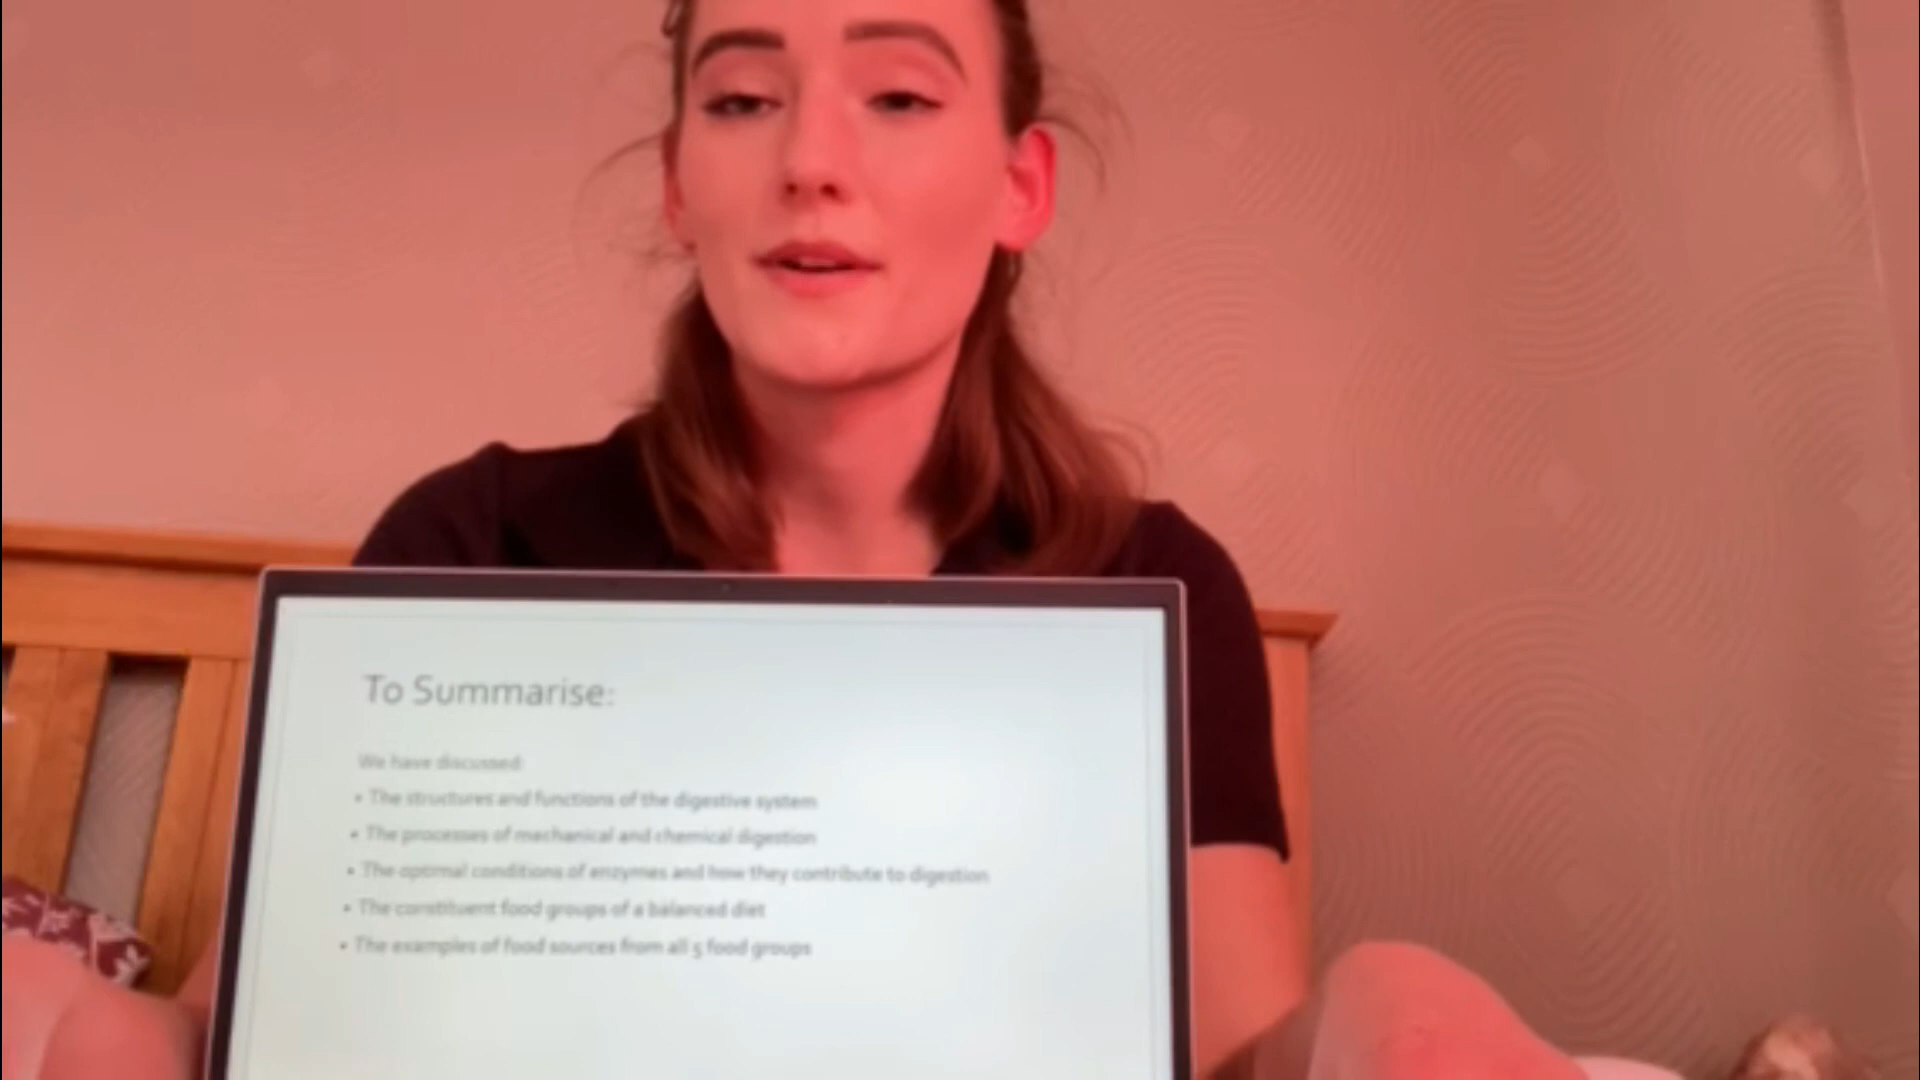 To Summarise:
We have discussed:
• The structures and functions of the digestive system
• The processes of mechanical and chemical digestion
• The optimal conditions of enzymes and how they contribute to digestion
• The constituent food groups of a balanced diet
• The examples of food sources from all 5 food groups